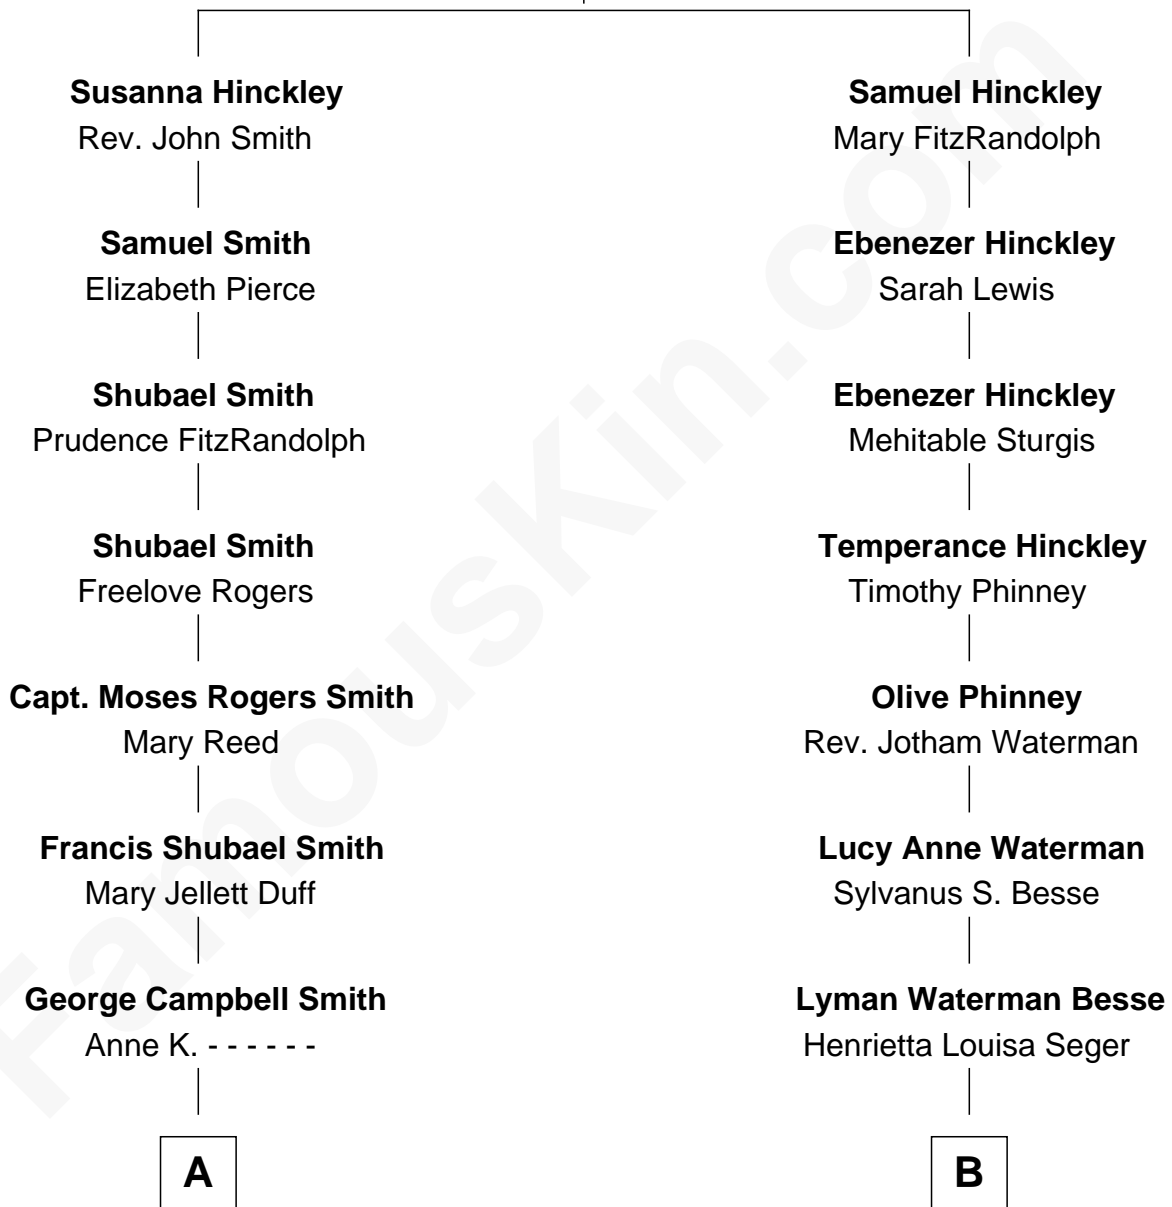 Susanna Hinckley
Rev. John Smith
Samuel Smith
Elizabeth Pierce
Shubael Smith
Prudence FitzRandolph
Shubael Smith
Freelove Rogers
Capt. Moses Rogers Smith
Mary Reed
Francis Shubael Smith
Mary Jellett Duff
George Campbell Smith
Anne K. - - - - - -
A
Samuel Hinckley
Mary FitzRandolph
Ebenezer Hinckley
Sarah Lewis
Ebenezer Hinckley
Mehitable Sturgis
Temperance Hinckley
Timothy Phinney
Olive Phinney
Rev. Jotham Waterman
Lucy Anne Waterman
Sylvanus S. Besse
Lyman Waterman Besse
Henrietta Louisa Seger
B
FamousKin.com